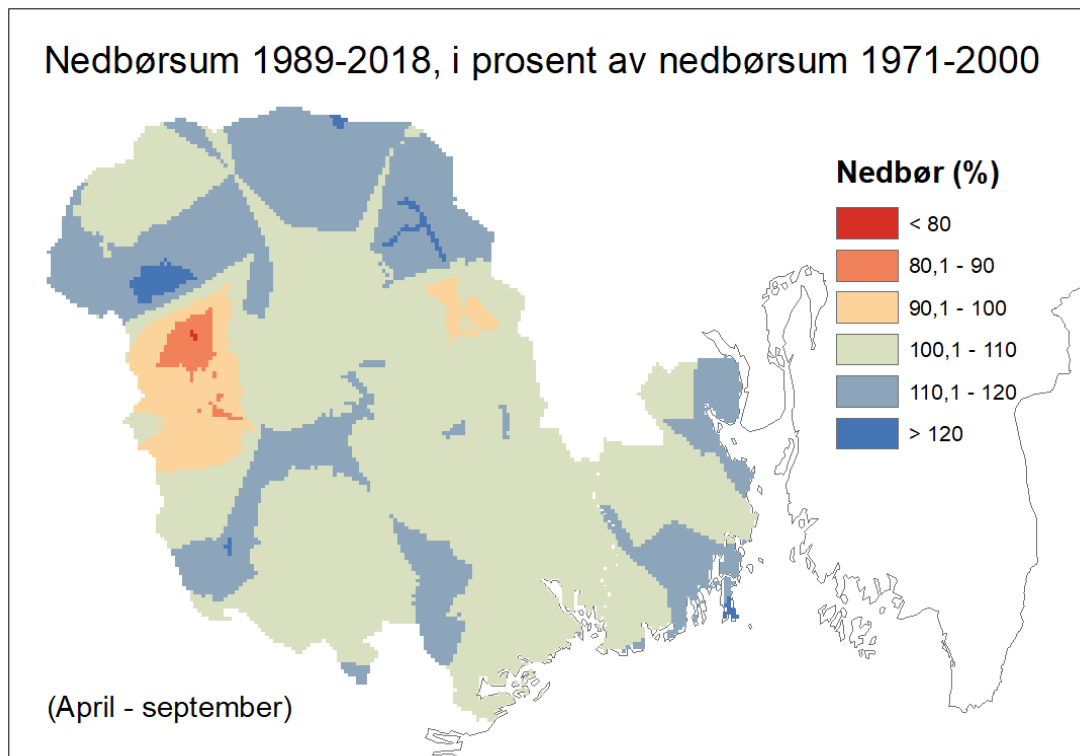 Nedbørsum 1989-2018, i prosent av nedbørsum 1971-2000
Nedbør (%)
< 80
80,1 - 90
90,1 - 100
100,1 - 110
110,1 - 120
> 120
(April - september)